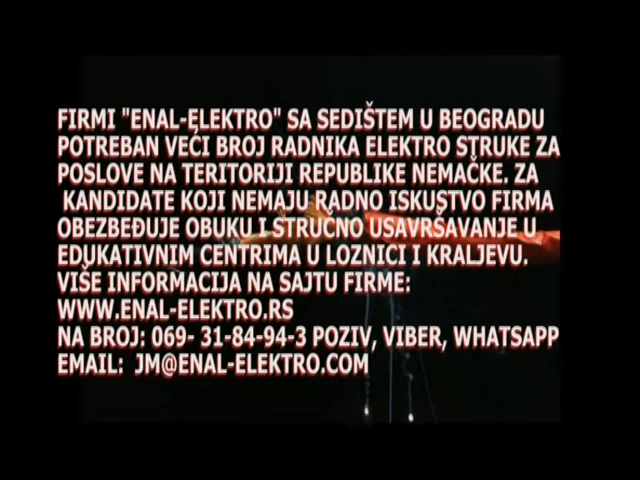 FIRMI "ENAL-ELEKTRO" SA SEDIŠTEM U BEOGRADU
POTREBAN VEĆI BROJ RADNIKA ELEKTRO STRUKE ZA
POSLOVE NA TERITORIJI REPUBLIKE NEMAČKE. ZA
KANDIDATE KOJI NEMAJU RADNO ISKUSTVO FIRMA
OBEZBEĐUJE OBUKU I STRUČNO USAVRŠAVANJE U
EDUKATIVNIM CENTRIMA U LOZNICI I KRALJEVU.
VIŠE INFORMACIJA NA SAJTU FIRME:
WWW.ENAL-ELEKTRO.RS
NA BROJ: 069- 31-84-94-3 POZIV, VIBER, WHATSAPP
EMAIL: JM@ENAL-ELEKTRO.COM